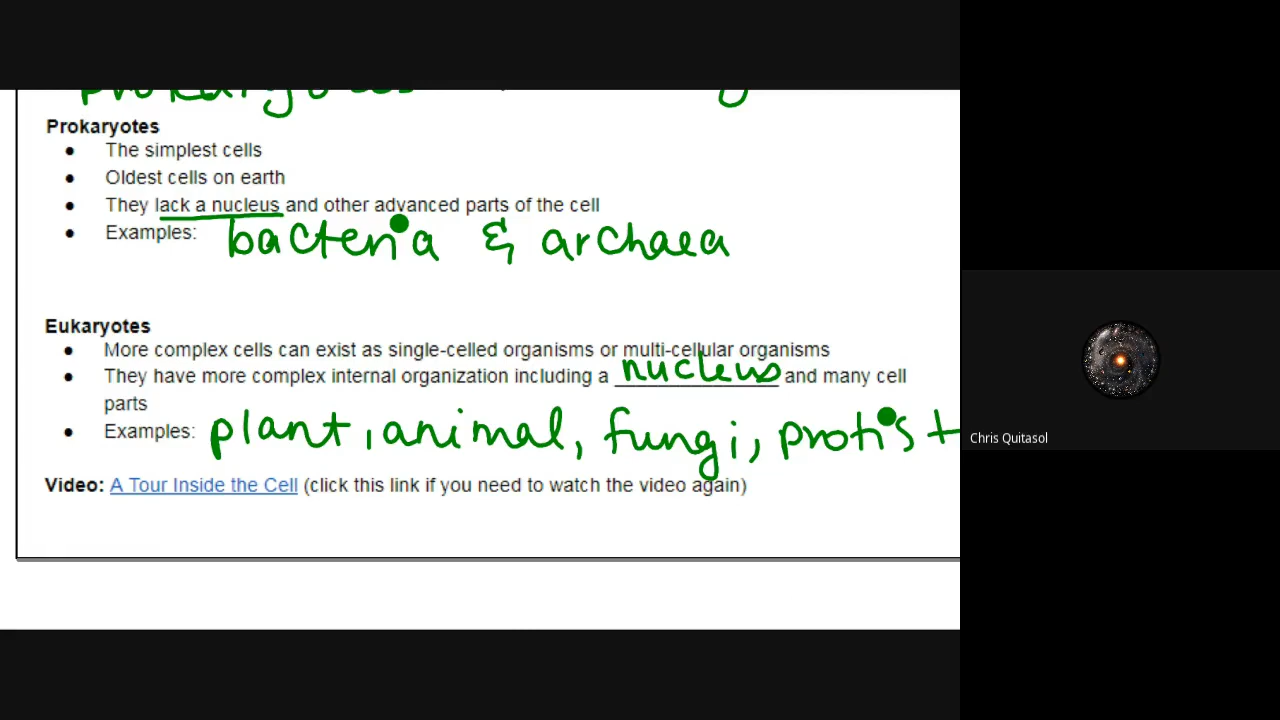 prokaryotes
Prokaryotes
● The simplest cells
● Oldest cells on earth
● They lack a nucleus and other advanced parts of the cell
● Examples: bacteria & archaea
Eukaryotes
● More complex cells can exist as single-celled organisms or multi-cellular organisms
● They have more complex internal organization including a nucleus and many cell
parts
● Examples: plant, animal, fungi, protist
Video: A Tour Inside the Cell (click this link if you need to watch the video again)
Chris Quitasol